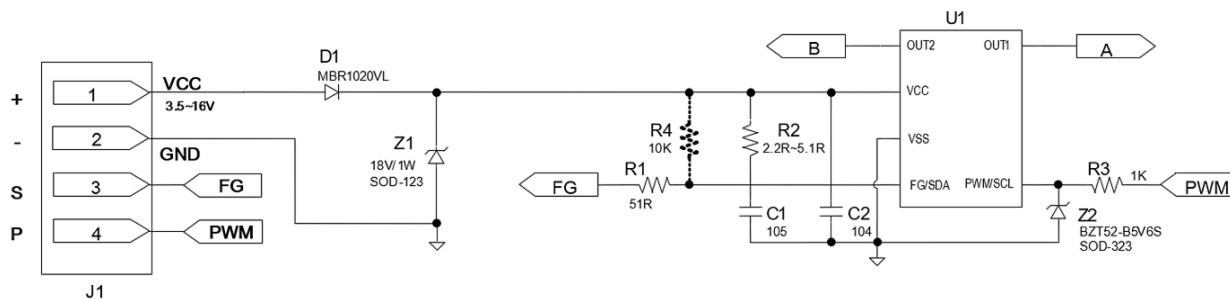 U1
B
OUT2
OUT1
A
D1
MBR1020VL
+
1
VCC
3.5~16V
VCC
-
2
GND
Z1
18V/1W
SOD-123
R4
10K
R2
2.2R~5.1R
VSS
S
3
FG
FG
R1
51R
FG/SDA
PWM/SCL
R3
1K
PWM
P
4
PWM
C1
105
C2
104
Z2
BZT52-B5V6S
SOD-323
J1